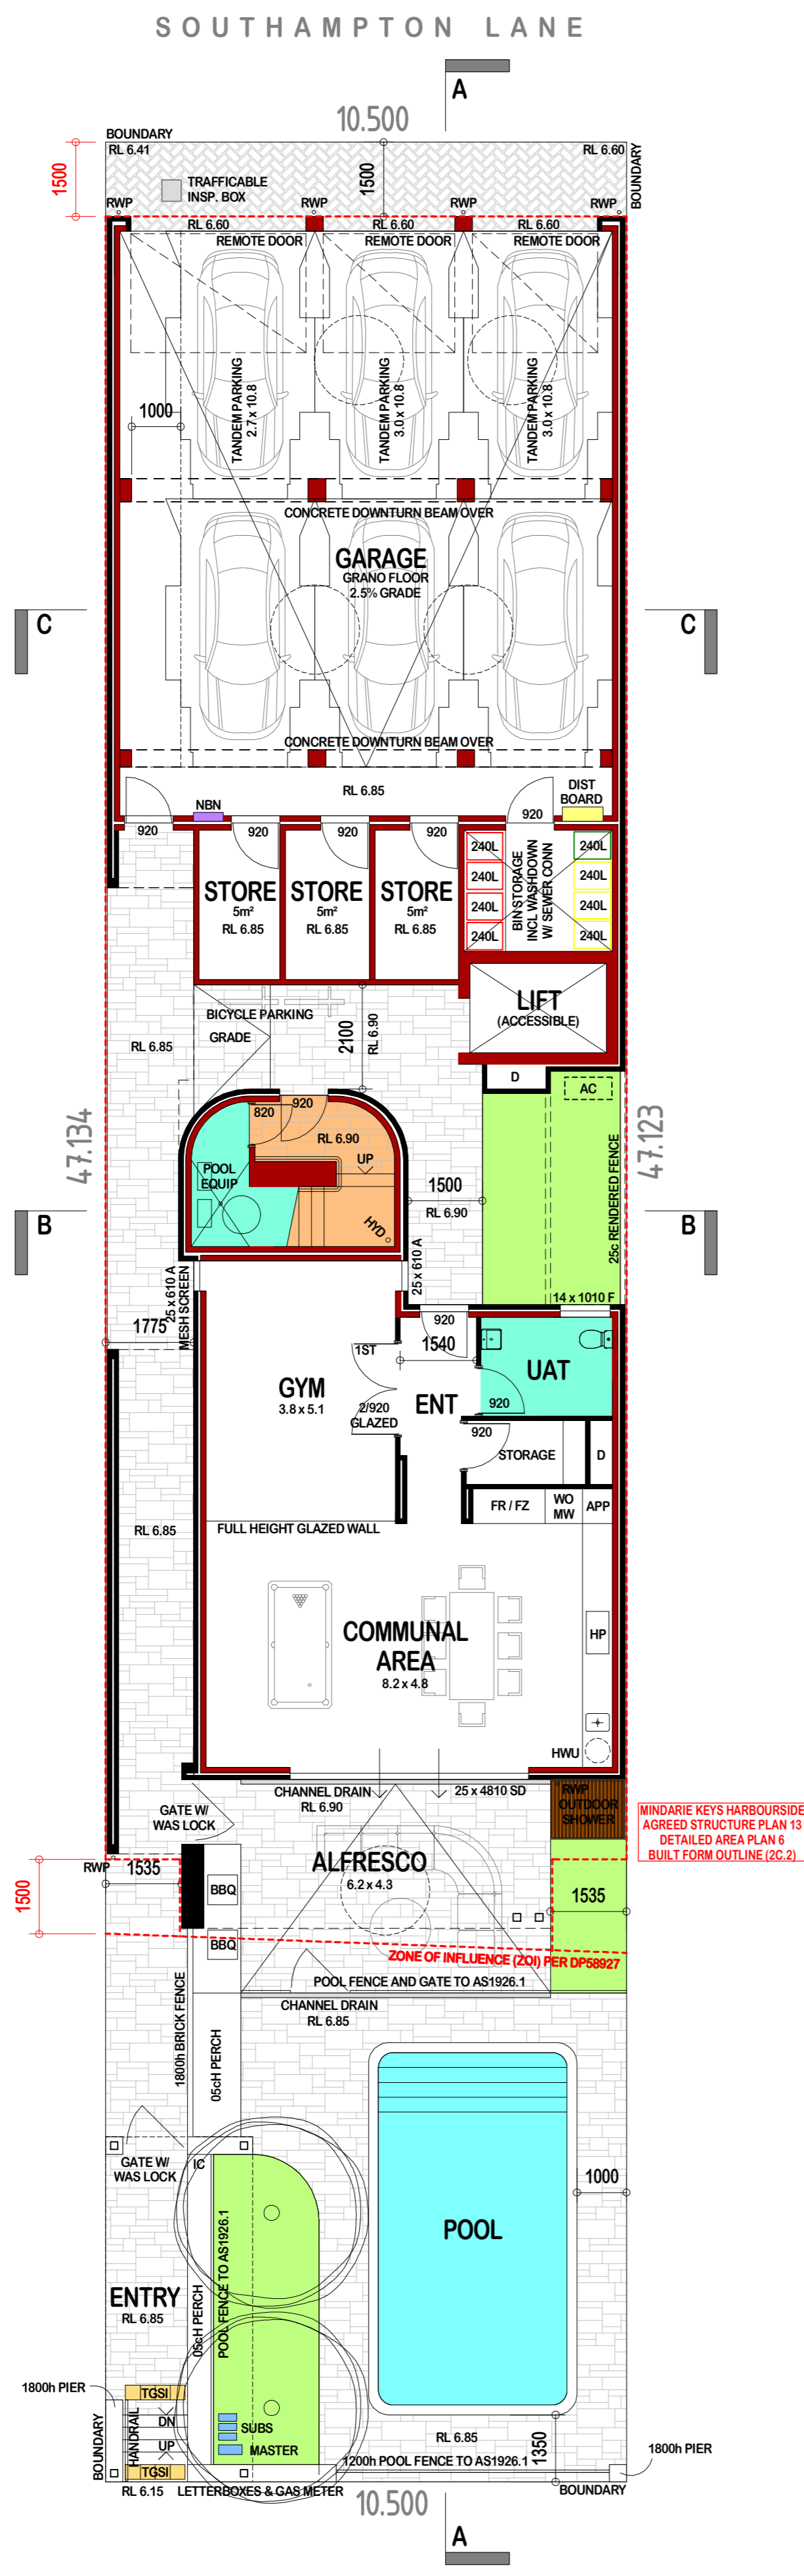 SOUTHAMPTON LANE
A
10.500
BOUNDARY
RL 6.41
RL 6.60
BOUNDARY
1500
1500
TRAFFICABLE
INSP. BOX
RWP
RWP
RWP
RWP
RL 6.60
RL 6.60
RL 6.60
REMOTE DOOR
REMOTE DOOR
REMOTE DOOR
TANDEM PARKING
2.7 x 10.8
TANDEM PARKING
3.0 x 10.8
TANDEM PARKING
3.0 x 10.8
1000
CONCRETE DOWNTURN BEAM OVER
GARAGE
GRANO FLOOR
2.5% GRADE
C
C
CONCRETE DOWNTURN BEAM OVER
RL 6.85
DIST
BOARD
NBN
920
920
920
920
920
240L
240L
240L
240L
BIN STORAGE
INCL WASHDOWN
W/ SEWER CONN
240L
240L
240L
240L
STORE
5m²
RL 6.85
STORE
5m²
RL 6.85
STORE
5m²
RL 6.85
LIFT
(ACCESSIBLE)
BICYCLE PARKING
GRADE
2100
RL 6.90
RL 6.85
D
AC
820
920
RL 6.90
UP
POOL
EQUIP
HYD
47.134
47.123
1500
RL 6.90
25c RENDERED FENCE
B
B
25 x 610 A
MESH SCREEN
25 x 610 A
14 x 1010 F
1775
920
1540
1ST
GYM
3.8 x 5.1
2/920
GLAZED
ENT
UAT
920
920
STORAGE
D
FR / FZ
WO
MW
APP
RL 6.85
FULL HEIGHT GLAZED WALL
COMMUNAL
AREA
8.2 x 4.8
HP
HWU
CHANNEL DRAIN
RL 6.90
25 x 4810 SD
RWP
OUTDOOR
SHOWER
GATE W/
WAS LOCK
MINDARIE KEYS HARBOURSIDE
AGREED STRUCTURE PLAN 13
DETAILED AREA PLAN 6
BUILT FORM OUTLINE (2C.2)
ALFRESCO
6.2 x 4.3
RWP
1535
1500
BBQ
BBQ
1535
ZONE OF INFLUENCE (ZOI) PER DP58927
POOL FENCE AND GATE TO AS1926.1
CHANNEL DRAIN
RL 6.85
1800h BRICK FENCE
05cH PERCH
GATE W/
WAS LOCK
IC
1000
POOL
POOL FENCE TO AS1926.1
05cH PERCH
ENTRY
RL 6.85
1800h PIER
TGSI
DN
UP
HANDRAIL
BOUNDARY
TGSI
SUBS
MASTER
RL 6.85
1350
1200h POOL FENCE TO AS1926.1
1800h PIER
RL 6.15
LETTERBOXES & GAS METER
BOUNDARY
10.500
A